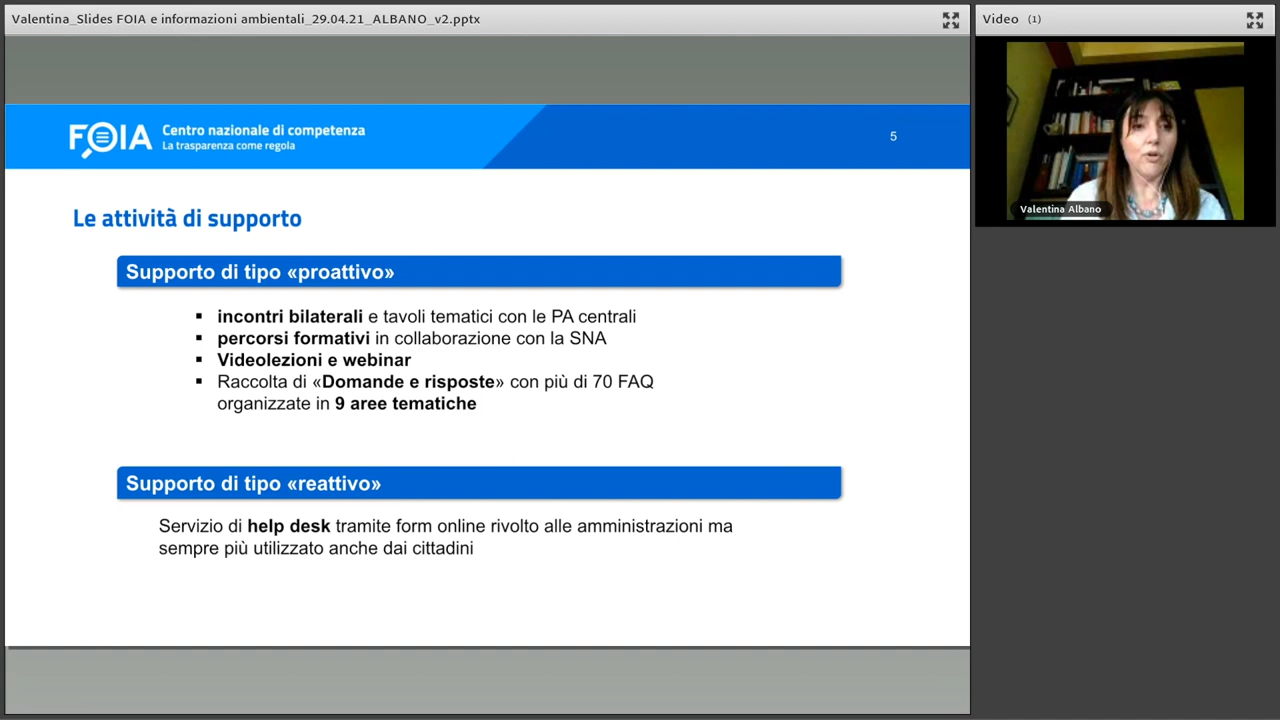 Valentina_Slides FOIA e informazioni ambientali_29.04.21_ALBANO_v2.pptx
Video (1)
FOIA
Centro nazionale di competenza
La trasparenza come regola
5
Valentina Albano
Le attività di supporto
Supporto di tipo «proattivo»
▪ incontri bilaterali e tavoli tematici con le PA centrali
▪ percorsi formativi in collaborazione con la SNA
▪ Videolezioni e webinar
▪ Raccolta di «Domande e risposte» con più di 70 FAQ
organizzate in 9 aree tematiche
Supporto di tipo «reattivo»
Servizio di help desk tramite form online rivolto alle amministrazioni ma
sempre più utilizzato anche dai cittadini